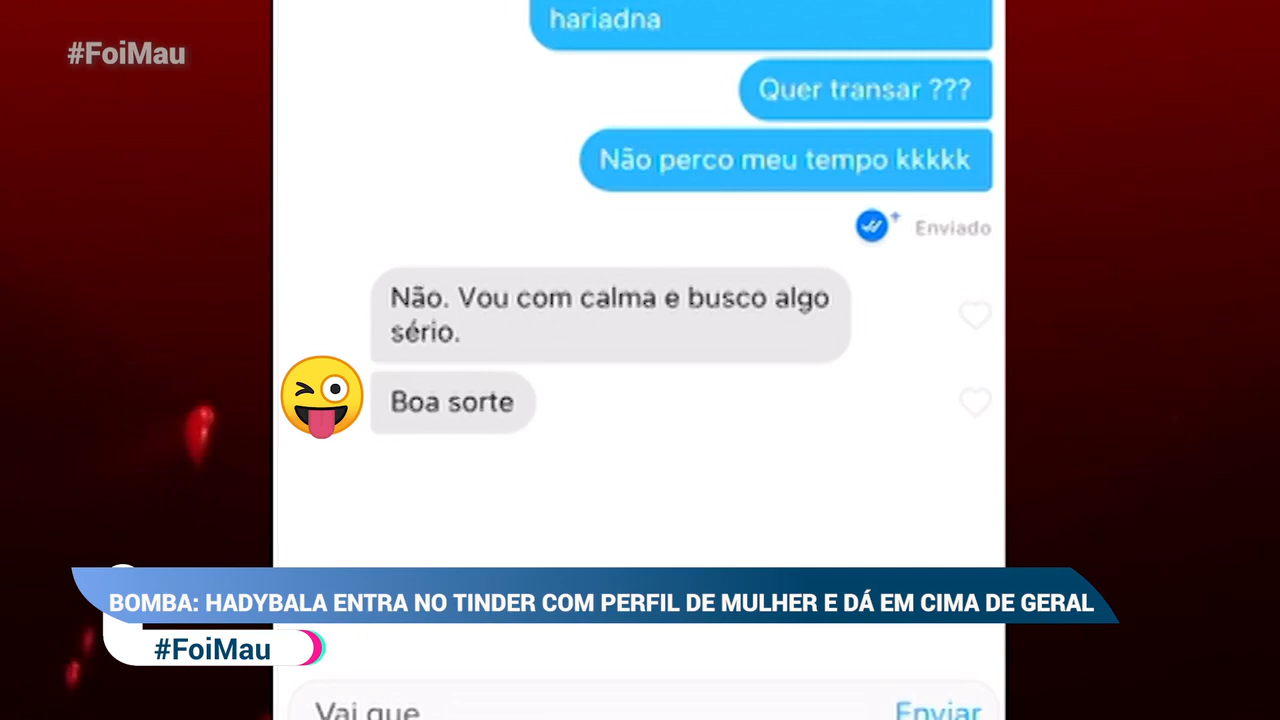 #FoiMau
hariadna
Quer transar ???
Não perco meu tempo kkkkk
Enviado
Não. Vou com calma e busco algo
sério.
Boa sorte
BOMBA: HADYBALA ENTRA NO TINDER COM PERFIL DE MULHER E DÁ EM CIMA DE GERAL
#FoiMau
Vai que
Enviar